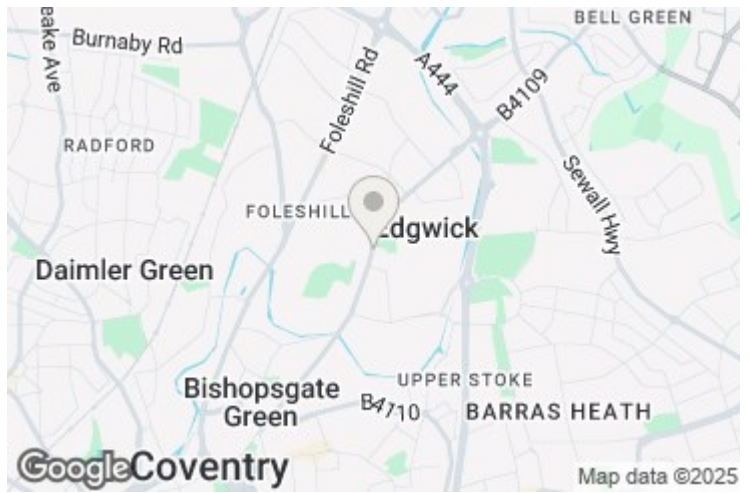 BELL GREEN
Burnaby Rd
eake Ave
Foleshill Rd
A444
B4109
RADFORD
Sewall Hwy
FOLESHILL
Edgwick
Daimler Green
UPPER STOKE
Bishopsgate
Green
B4110
BARRAS HEATH
Google
Coventry
Map data ©2025